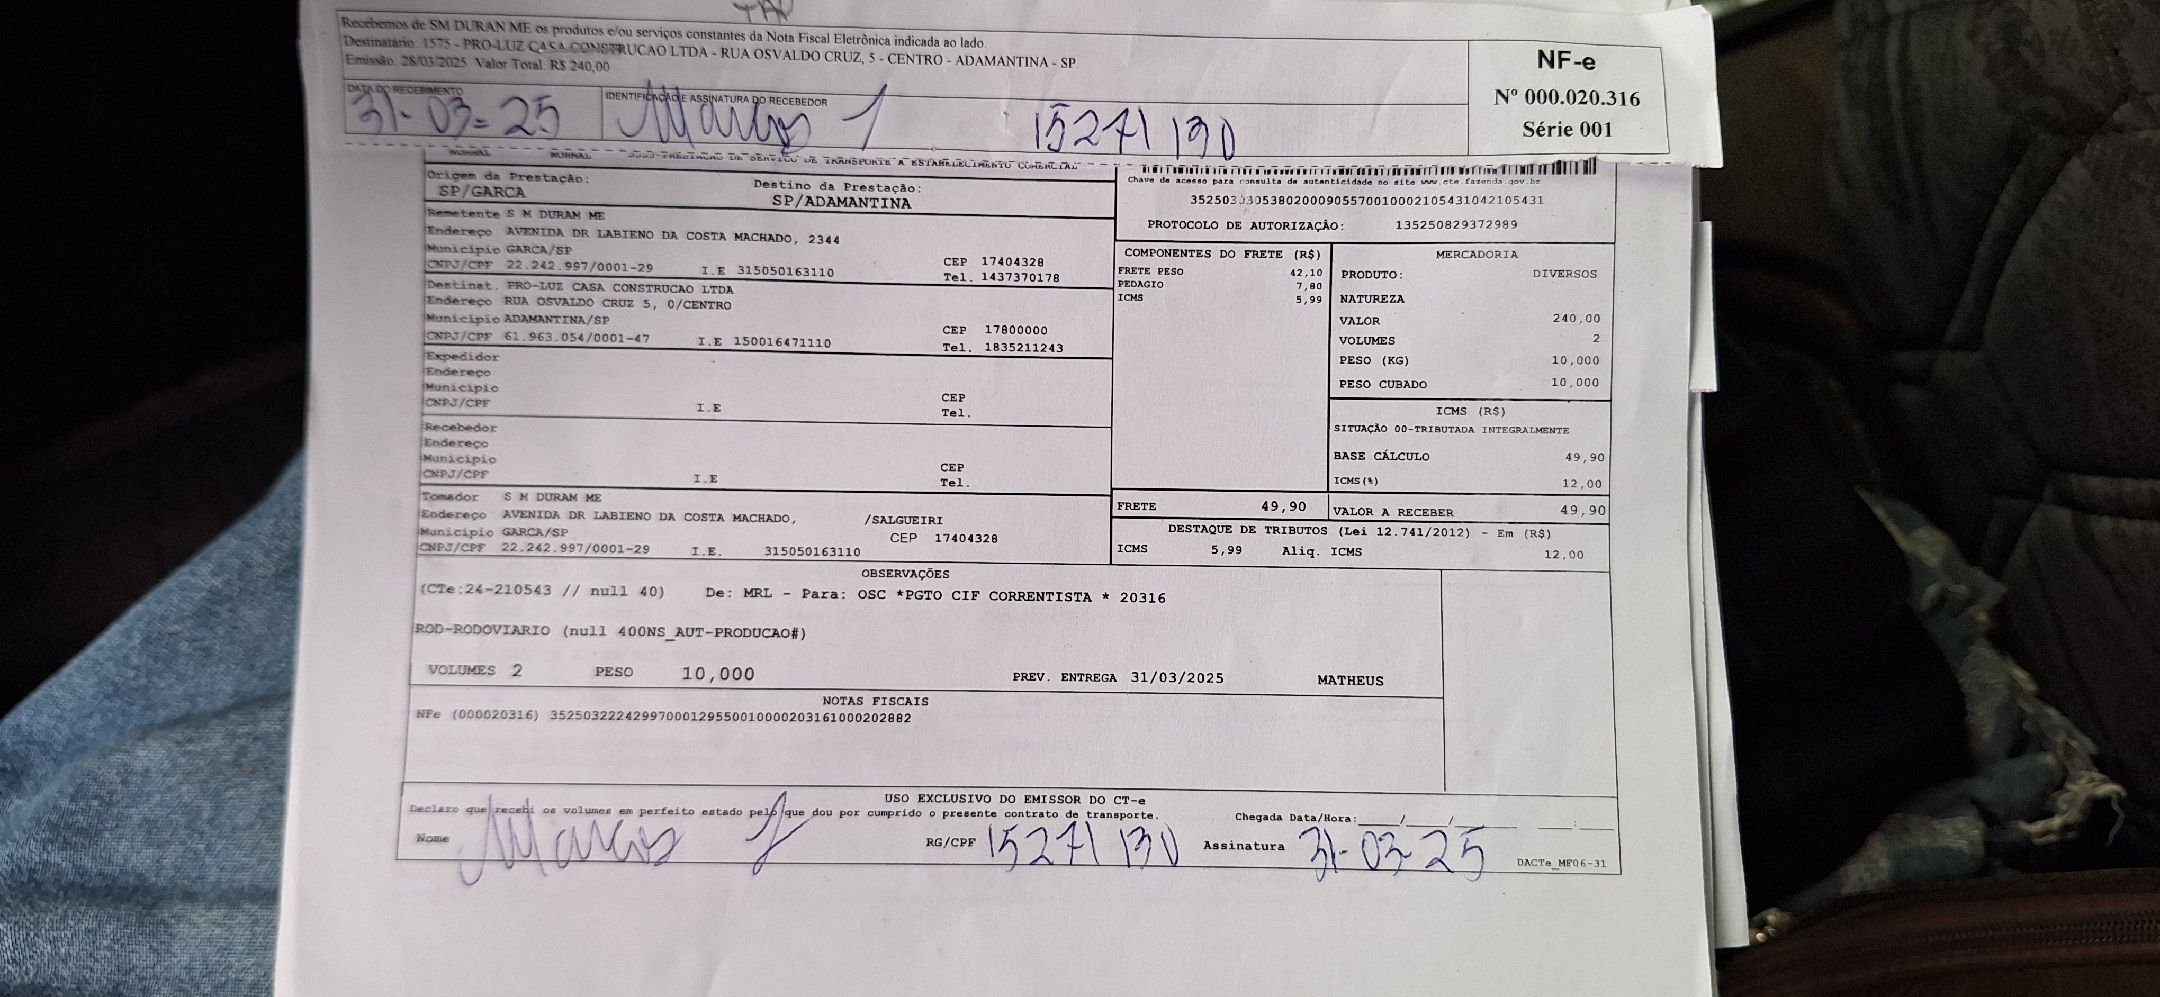 Recebemos de SM DURAN ME os produtos e/ou serviços constantes da Nota Fiscal Eletrônica indicada ao lado.
Destinatário: 1575 - PRO-LUZ CASA CONSTRUCAO LTDA - RUA OSVALDO CRUZ, 5 - CENTRO - ADAMANTINA - SP.
Emissão: 28/03/2025 Valor Total: R$ 240,00
NF-e
Nº 000.020.316
Série 001
DATA DO RECEBIMENTO
31-03-25
IDENTIFICAÇÃO E ASSINATURA DO RECEBEDOR
Marcos
15271130
NORMAL NORMAL PRESTAÇÃO DE SERVIÇO DE TRANSPORTE A ESTABELECIMENTO COMERCIAL
Origem da Prestação:
SP/GARCA
Destino da Prestação:
SP/ADAMANTINA
Chave de acesso para consulta de autenticidade no site www.cte.fazenda.gov.br
PROTOCOLO DE AUTORIZAÇÃO: 135250829372989
Remetente S M DURAM ME
Endereço AVENIDA DR LABIENO DA COSTA MACHADO, 2344
Município GARCA/SP CEP 17404328
CNPJ/CPF 22.242.997/0001-29 I.E 315050163110 Tel. 1437370178
Destinat. PRO-LUZ CASA CONSTRUCAO LTDA
Endereço RUA OSVALDO CRUZ 5, 0/CENTRO
Município ADAMANTINA/SP CEP 17800000
CNPJ/CPF 61.963.054/0001-47 I.E 150016471110 Tel. 1835211243
Expedidor
Endereço
Município CEP
CNPJ/CPF I.E Tel.
Recebedor
Endereço
Município CEP
CNPJ/CPF I.E Tel.
Tomador S M DURAM ME
Endereço AVENIDA DR LABIENO DA COSTA MACHADO, /SALGUEIRI
Município GARCA/SP CEP 17404328
CNPJ/CPF 22.242.997/0001-29 I.E. 315050163110
COMPONENTES DO FRETE (R$)
FRETE PESO 42,10
PEDAGIO 7,80
ICMS 5,99
MERCADORIA
PRODUTO: DIVERSOS
NATUREZA
VALOR 240,00
VOLUMES 2
PESO (KG) 10,000
PESO CUBADO 10,000
ICMS (R$)
SITUAÇÃO 00-TRIBUTADA INTEGRALMENTE
BASE CÁLCULO 49,90
ICMS(%) 12,00
FRETE 49,90
VALOR A RECEBER 49,90
DESTAQUE DE TRIBUTOS (Lei 12.741/2012) - Em (R$)
ICMS 5,99 Aliq. ICMS 12,00
OBSERVAÇÕES
(CTe:24-210543 // null 40) De: MRL - Para: OSC *PGTO CIF CORRENTISTA * 20316
ROD-RODOVIARIO (null 400NS_AUT-PRODUCAO#)
VOLUMES 2 PESO 10,000 PREV. ENTREGA 31/03/2025 MATHEUS
NOTAS FISCAIS
NFe (000020316) 35250322242997000129550010000203161000202882
USO EXCLUSIVO DO EMISSOR DO CT-e
Declaro que recebi os volumes em perfeito estado pelo que dou por cumprido o presente contrato de transporte. Chegada Data/Hora:___/___/___ ___:___
Nome Marcos RG/CPF 15271130 Assinatura 31-03-25
DACTe_MF06-31